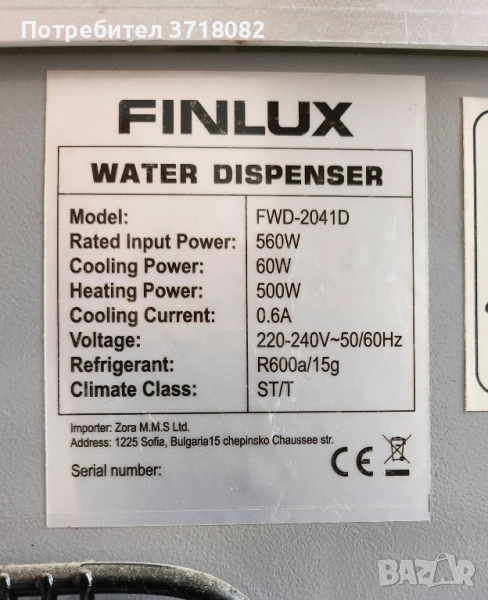 Потребител 3718082
FINLUX
WATER DISPENSER
Model: FWD-2041D
Rated Input Power: 560W
Cooling Power: 60W
Heating Power: 500W
Cooling Current: 0.6A
Voltage: 220-240V~50/60Hz
Refrigerant: R600a/15g
Climate Class: ST/T
Importer: Zora M.M.S Ltd.
Address: 1225 Sofia, Bulgaria15 chepinsko Chaussee str.
Serial number:
CE
BAZAR